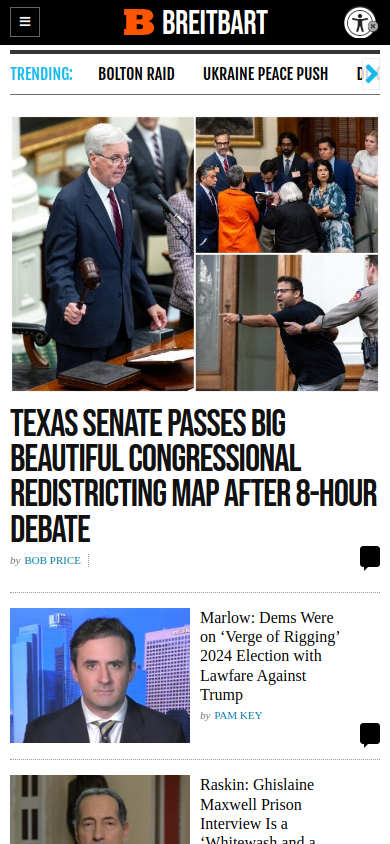 BREITBART
TRENDING:
BOLTON RAID
UKRAINE PEACE PUSH
TEXAS SENATE PASSES BIG
BEAUTIFUL CONGRESSIONAL
REDISTRICTING MAP AFTER 8-HOUR
DEBATE
by BOB PRICE
Marlow: Dems Were
on ‘Verge of Rigging’
2024 Election with
Lawfare Against
Trump
by PAM KEY
Raskin: Ghislaine
Maxwell Prison
Interview Is a
‘Whitewash and a